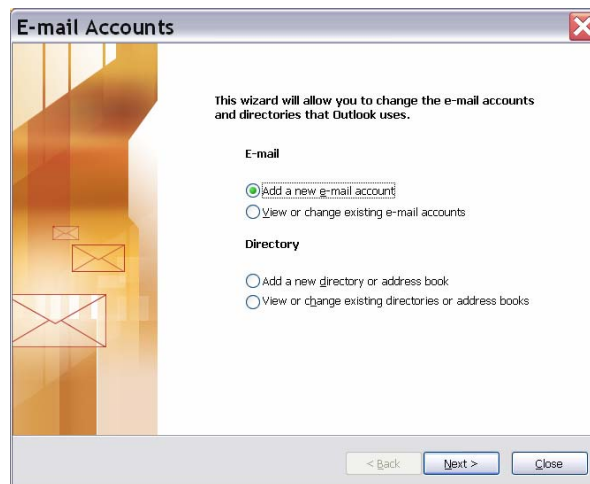 E-mail Accounts
This wizard will allow you to change the e-mail accounts
and directories that Outlook uses.
E-mail
Add a new e-mail account
View or change existing e-mail accounts
Directory
Add a new directory or address book
View or change existing directories or address books
< Back Next > Close